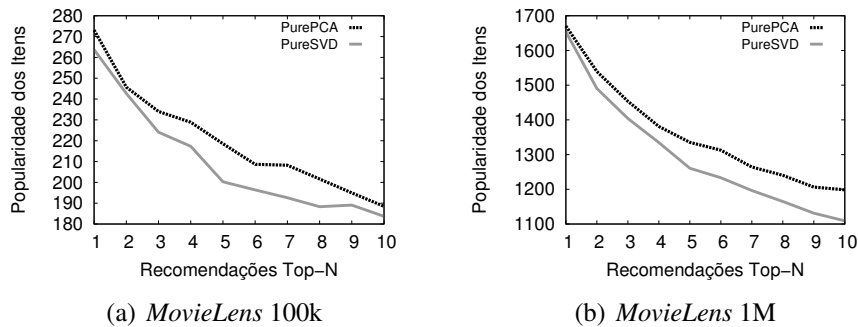 Popularidade dos Itens
280
270
260
250
240
230
220
210
200
190
180
PurePCA
PureSVD
1 2 3 4 5 6 7 8 9 10
Recomendações Top−N
(a) MovieLens 100k
Popularidade dos Itens
1700
1600
1500
1400
1300
1200
1100
PurePCA
PureSVD
1 2 3 4 5 6 7 8 9 10
Recomendações Top−N
(b) MovieLens 1M